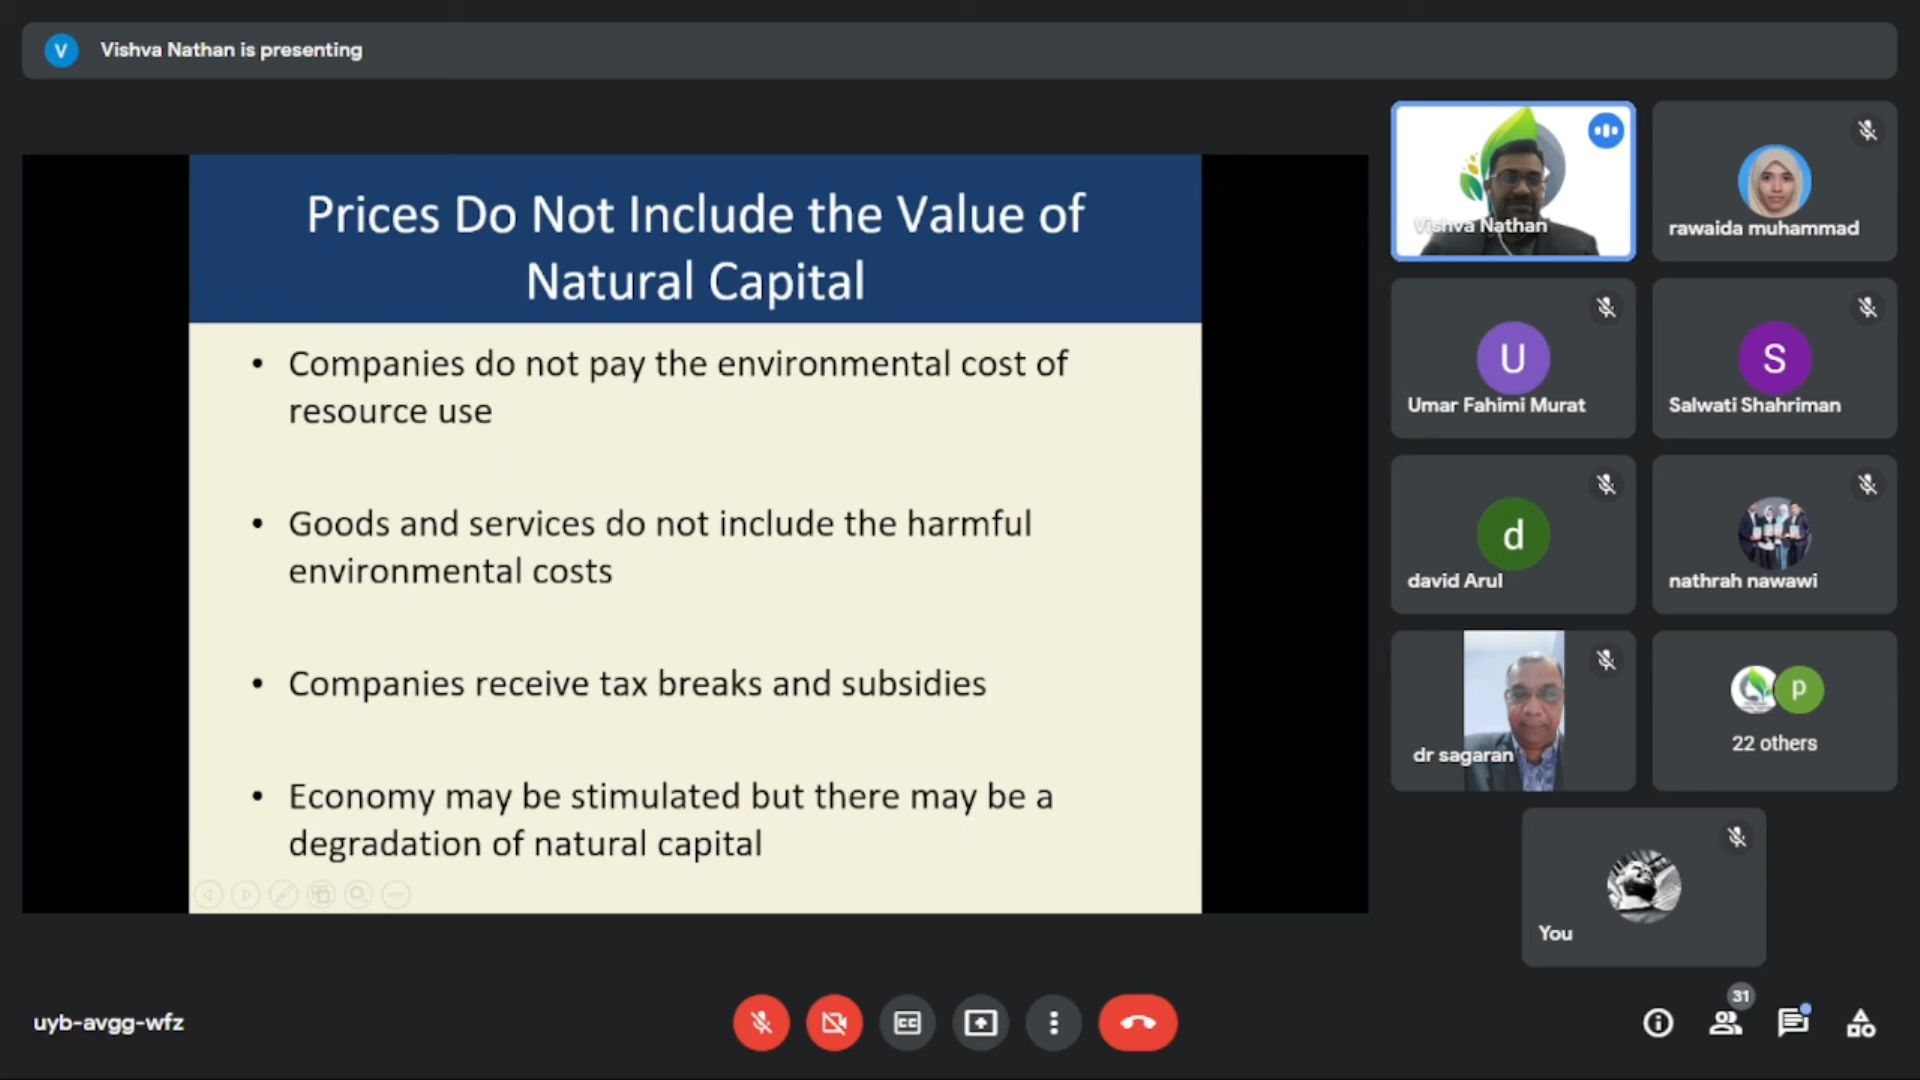 V
Vishva Nathan is presenting
Prices Do Not Include the Value of
Natural Capital
• Companies do not pay the environmental cost of
resource use
• Goods and services do not include the harmful
environmental costs
• Companies receive tax breaks and subsidies
• Economy may be stimulated but there may be a
degradation of natural capital
Vishva Nathan
rawaida muhammad
U
Umar Fahimi Murat
S
Salwati Shahriman
d
david Arul
nathrah nawawi
dr sagaran
p
22 others
You
uyb-avgg-wfz
CC
31